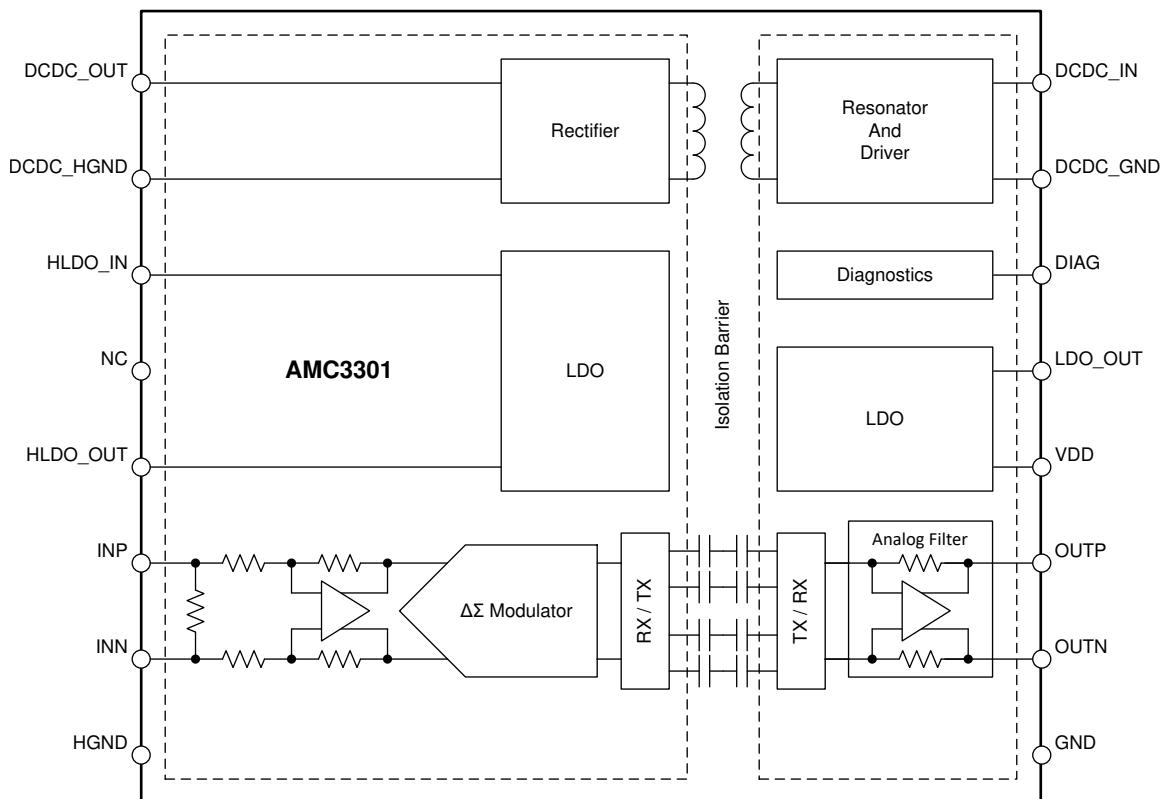 DCDC_OUT
DCDC_HGND
HLDO_IN
NC
HLDO_OUT
INP
INN
HGND
Rectifier
AMC3301
LDO
ΔΣ Modulator
RX / TX
Isolation Barrier
Resonator
And
Driver
Diagnostics
LDO
TX / RX
Analog Filter
DCDC_IN
DCDC_GND
DIAG
LDO_OUT
VDD
OUTP
OUTN
GND